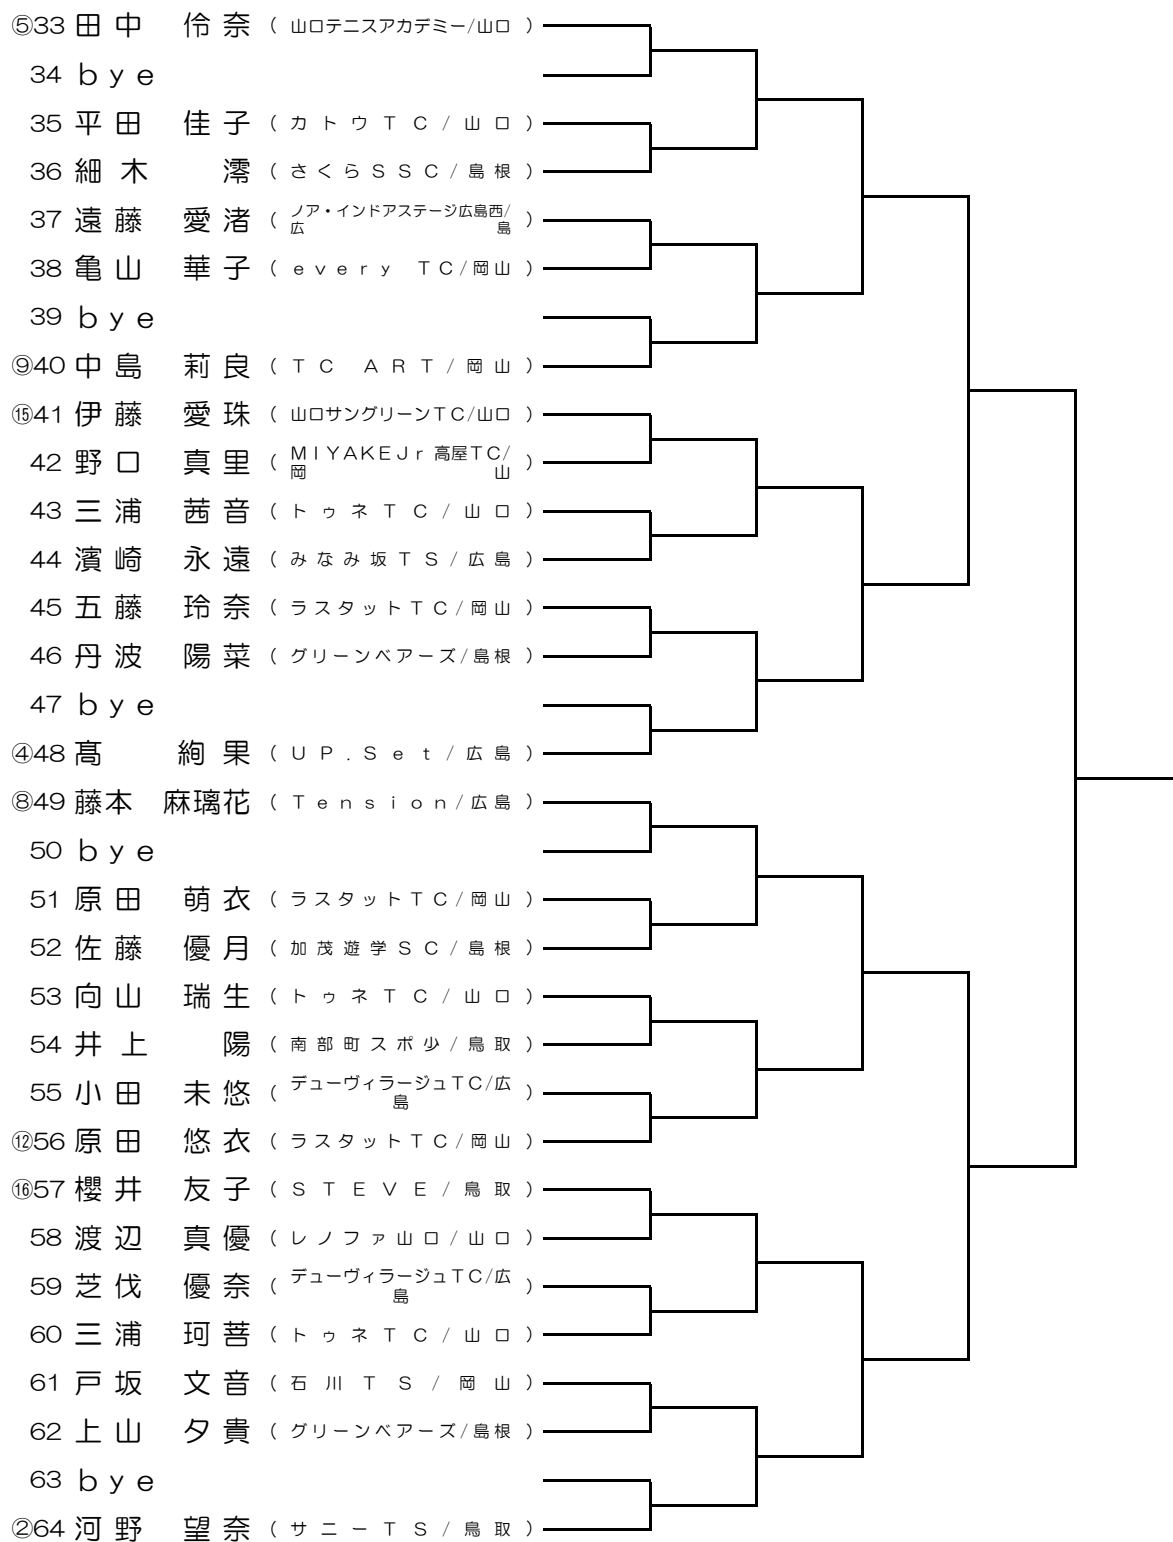 ⑤33 田中 伶奈 ( 山口テニスアカデミー/山口 )
34 bye
35 平田 佳子 ( カトウTC/山口 )
36 細木 澪 ( さくらSSC/島根 )
37 遠藤 愛渚 ( ノア・インドアステージ広島西/広島 )
38 亀山 華子 ( every TC/岡山 )
39 bye
⑨40 中島 莉良 ( TC ART/岡山 )
⑮41 伊藤 愛珠 ( 山口サングリーンTC/山口 )
42 野口 真里 ( MIYAKEJr高屋TC/岡山 )
43 三浦 茜音 ( トゥネTC/山口 )
44 濱崎 永遠 ( みなみ坂TS/広島 )
45 五藤 玲奈 ( ラスタットTC/岡山 )
46 丹波 陽菜 ( グリーンベアーズ/島根 )
47 bye
④48 髙 絢果 ( UP.Set/広島 )
⑧49 藤本 麻璃花 ( Tension/広島 )
50 bye
51 原田 萌衣 ( ラスタットTC/岡山 )
52 佐藤 優月 ( 加茂遊学SC/島根 )
53 向山 瑞生 ( トゥネTC/山口 )
54 井上 陽 ( 南部町スポ少/鳥取 )
55 小田 未悠 ( デューヴィラージュTC/広島 )
⑫56 原田 悠衣 ( ラスタットTC/岡山 )
⑯57 櫻井 友子 ( STEVE/鳥取 )
58 渡辺 真優 ( レノファ山口/山口 )
59 芝伐 優奈 ( デューヴィラージュTC/広島 )
60 三浦 珂菩 ( トゥネTC/山口 )
61 戸坂 文音 ( 石川TS/岡山 )
62 上山 夕貴 ( グリーンベアーズ/島根 )
63 bye
②64 河野 望奈 ( サニーTS/鳥取 )